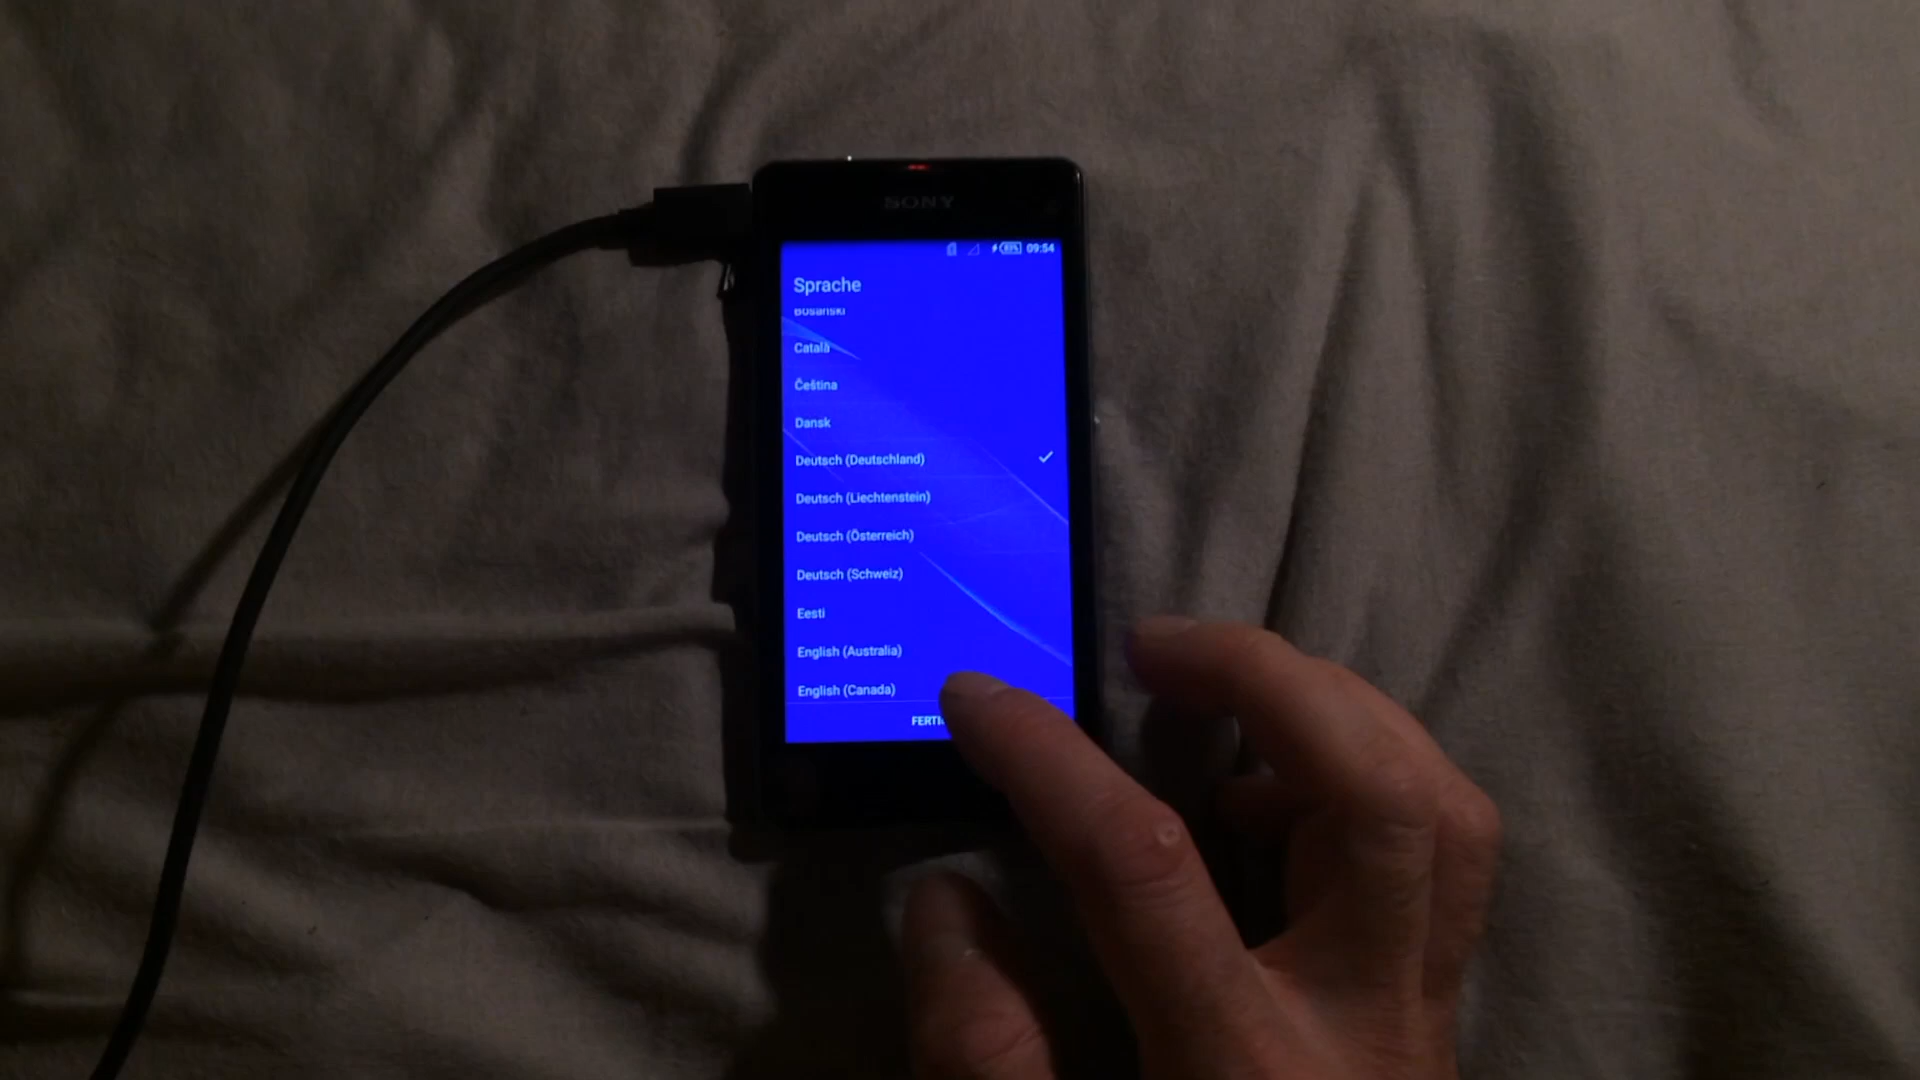 SONY
09:54
Sprache
Bosanski
Català
Čeština
Dansk
Deutsch (Deutschland)
Deutsch (Liechtenstein)
Deutsch (Österreich)
Deutsch (Schweiz)
Eesti
English (Australia)
English (Canada)
FERTI